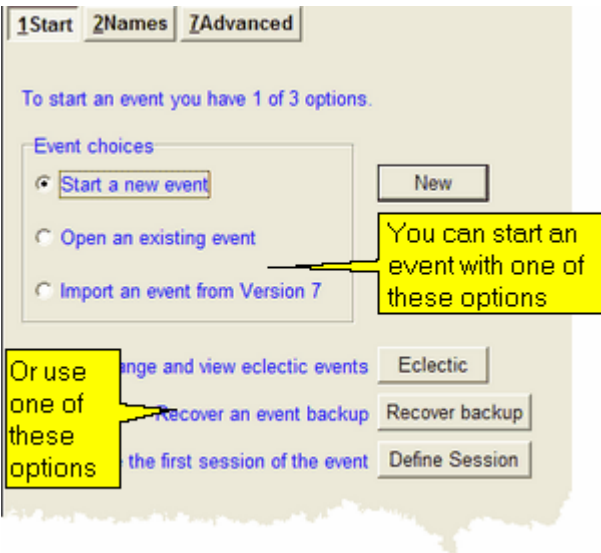 1Start 2Names 7Advanced
To start an event you have 1 of 3 options.
Event choices
Start a new event
New
Open an existing event
Import an event from Version 7
You can start an
event with one of
these options
Or use
one of
these
options
ange and view eclectic events Eclectic
Recover an event backup Recover backup
the first session of the event Define Session